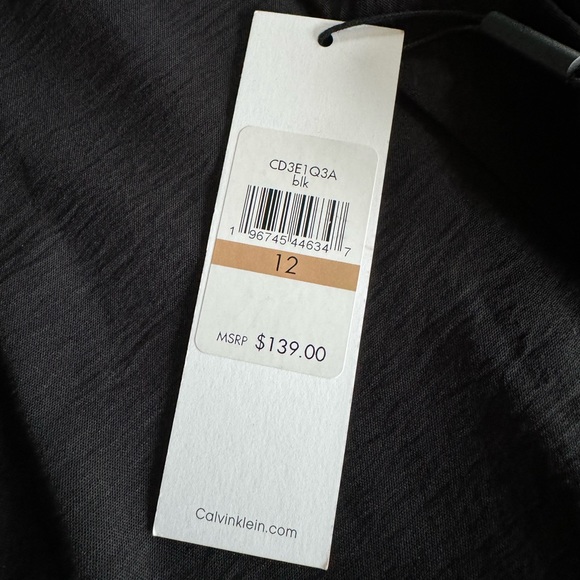 CD3E1Q3A
blk
1 96745 44634 7
12
MSRP $139.00
Calvinklein.com